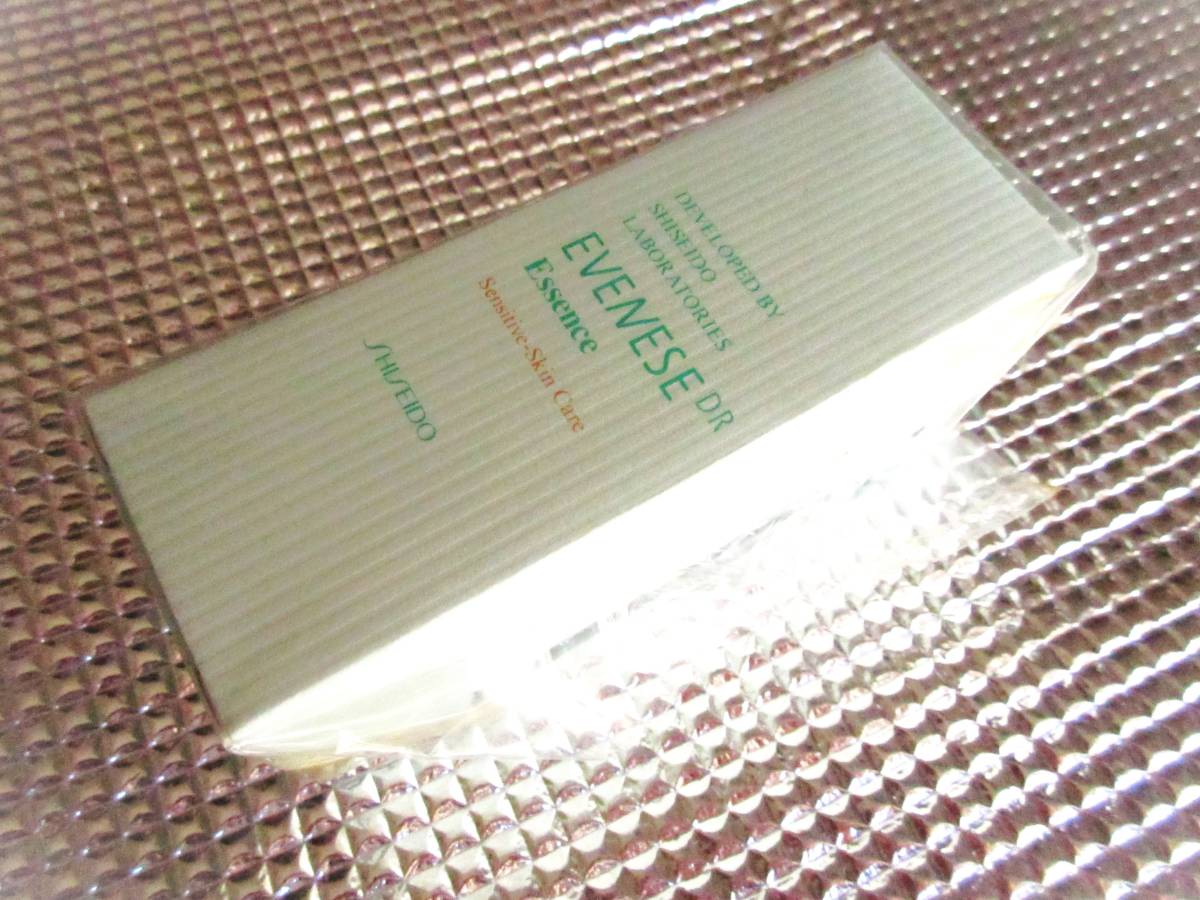 DEVELOPED BY
SHISEIDO
LABORATORIES
EVENESE DR
Essence
Sensitive-Skin Care
SHISEIDO